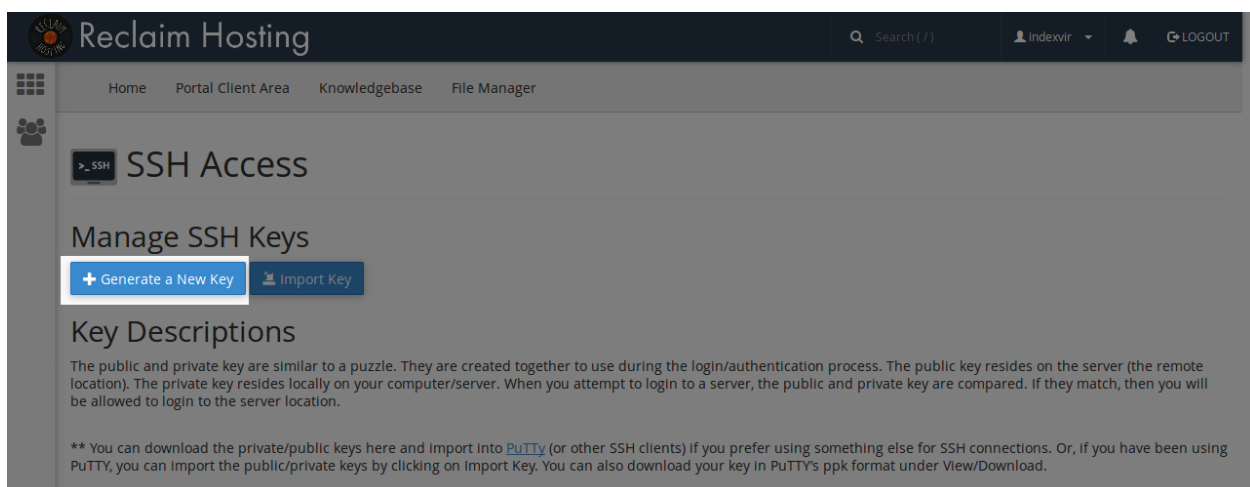 RECLAIM HOSTING
Reclaim Hosting
Search ( / )
indexvir
LOGOUT
Home Portal Client Area Knowledgebase File Manager
>_ SSH
SSH Access
Manage SSH Keys
Generate a New Key
Import Key
Key Descriptions
The public and private key are similar to a puzzle. They are created together to use during the login/authentication process. The public key resides on the server (the remote
location). The private key resides locally on your computer/server. When you attempt to login to a server, the public and private key are compared. If they match, then you will
be allowed to login to the server location.
** You can download the private/public keys here and import into PuTTy (or other SSH clients) if you prefer using something else for SSH connections. Or, if you have been using
PuTTY, you can import the public/private keys by clicking on Import Key. You can also download your key in PuTTY's ppk format under View/Download.